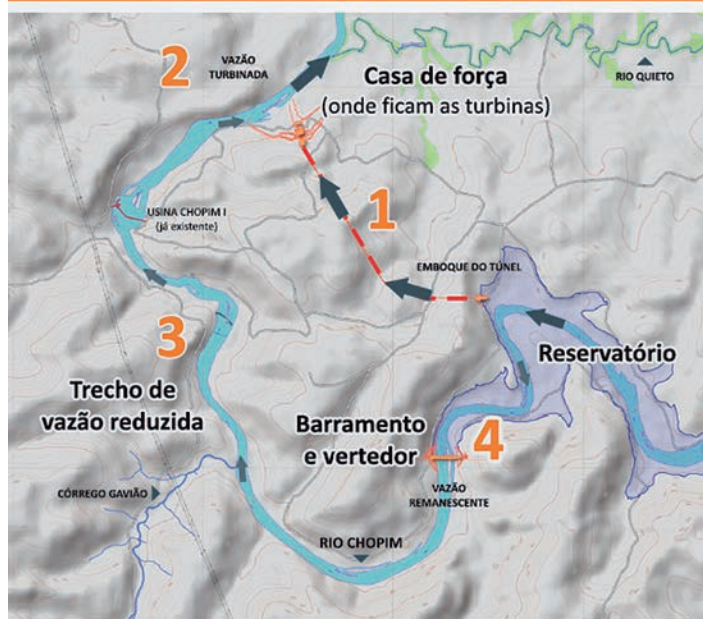 2
VAZÃO
TURBINADA
Casa de força
(onde ficam as turbinas)
RIO QUIETO
1
USINA CHOPIM I
(já existente)
EMBOQUE DO TÚNEL
3
Reservatório
Trecho de
vazão reduzida
Barramento
e vertedor
4
VAZÃO
REMANESCENTE
CÓRREGO GAVIÃO
RIO CHOPIM